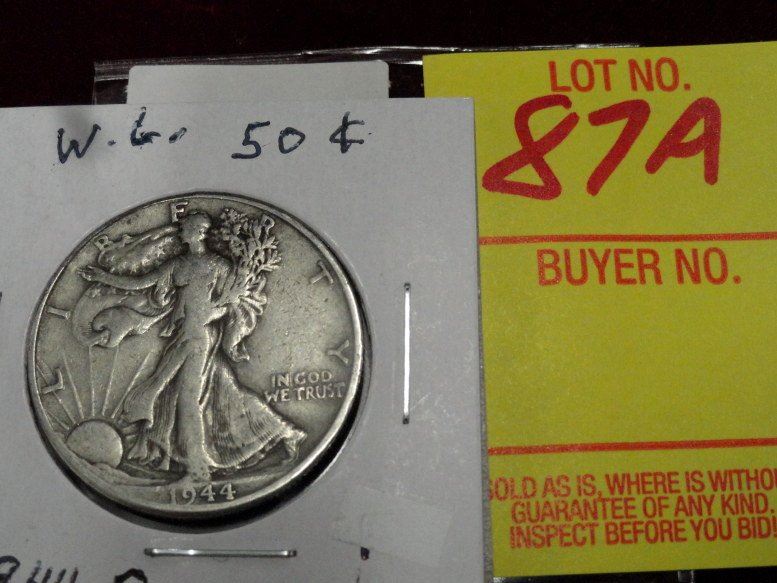 W.L. 50 ¢
LIBERTY
IN GOD
WE TRUST
1944
LOT NO.
87A
BUYER NO.
SOLD AS IS, WHERE IS WITHOU
GUARANTEE OF ANY KIND.
INSPECT BEFORE YOU BID!